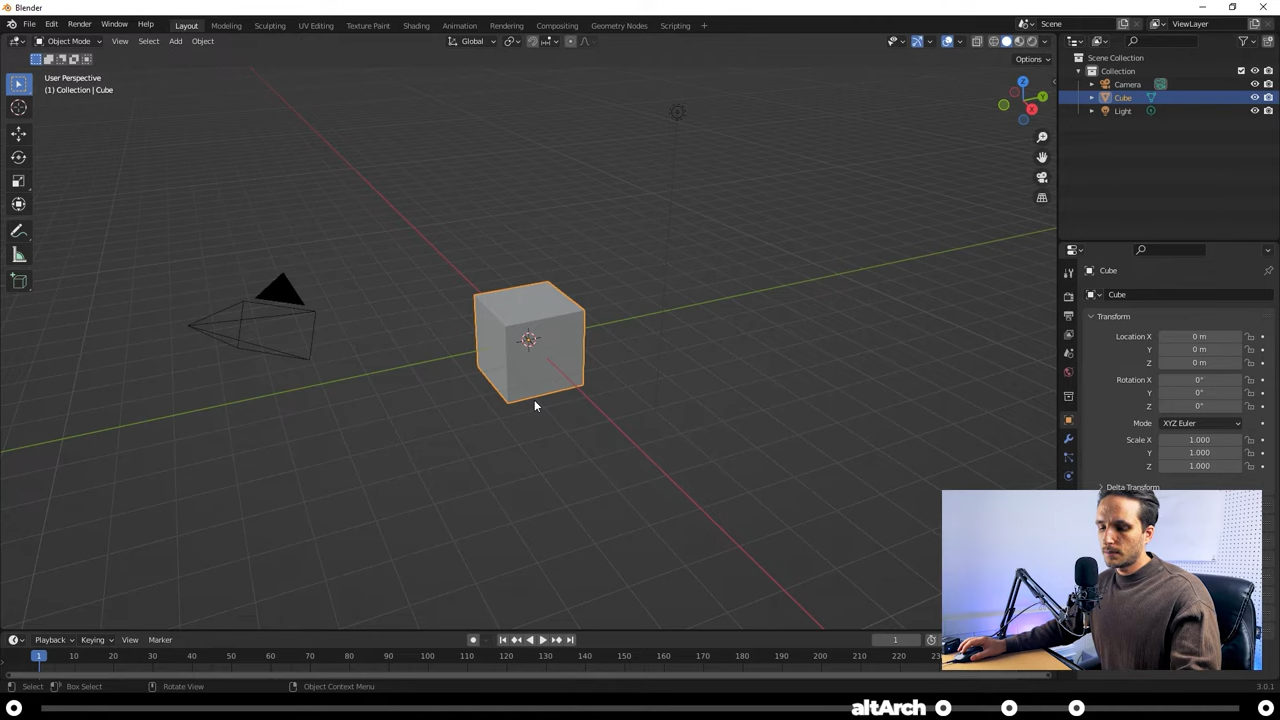 Blender
File Edit Render Window Help Layout Modeling Sculpting UV Editing Texture Paint Shading Animation Rendering Compositing Geometry Nodes Scripting + Scene ViewLayer
Object Mode View Select Add Object Global
Options
User Perspective
(1) Collection | Cube
Z
Y
X
Scene Collection
Collection
Camera
Cube
Light
Cube
Cube
Transform
Location X 0 m
Y 0 m
Z 0 m
Rotation X 0°
Y 0°
Z 0°
Mode XYZ Euler
Scale X 1.000
Y 1.000
Z 1.000
Delta Transform
Playback Keying View Marker 1
1 10 20 30 40 50 60 70 80 90 100 110 120 130 140 150 160 170 180 190 200 210 220
Select Box Select Rotate View Object Context Menu 3.0.1
altArch